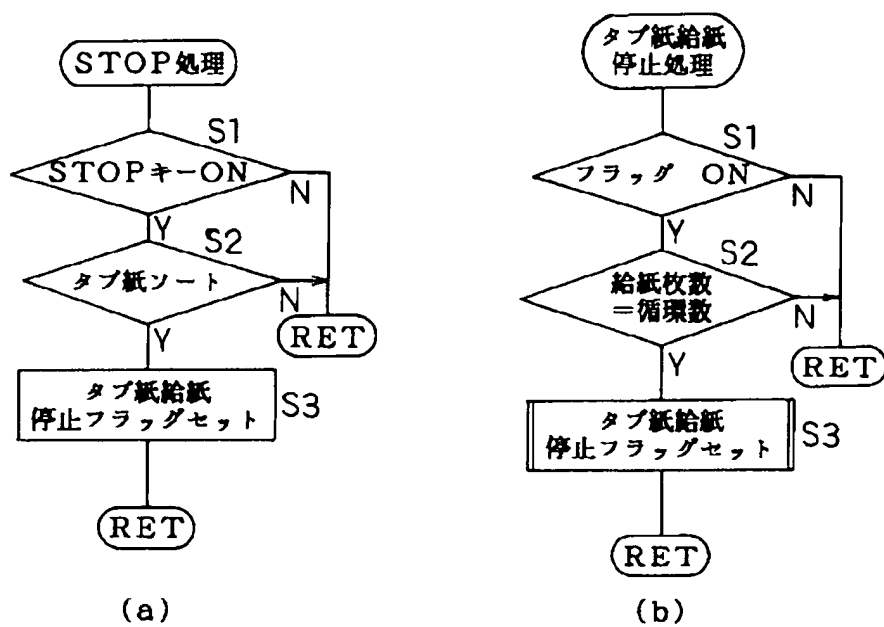 STOP処理
S1
STOPキーON
N
Y
S2
タブ紙ソート
N
Y
RET
タブ紙給紙
停止フラッグセット
S3
RET
(a)
タブ紙給紙
停止処理
S1
フラッグ ON
N
Y
S2
給紙枚数
=循環数
N
Y
RET
タブ紙給紙
停止フラッグセット
S3
RET
(b)